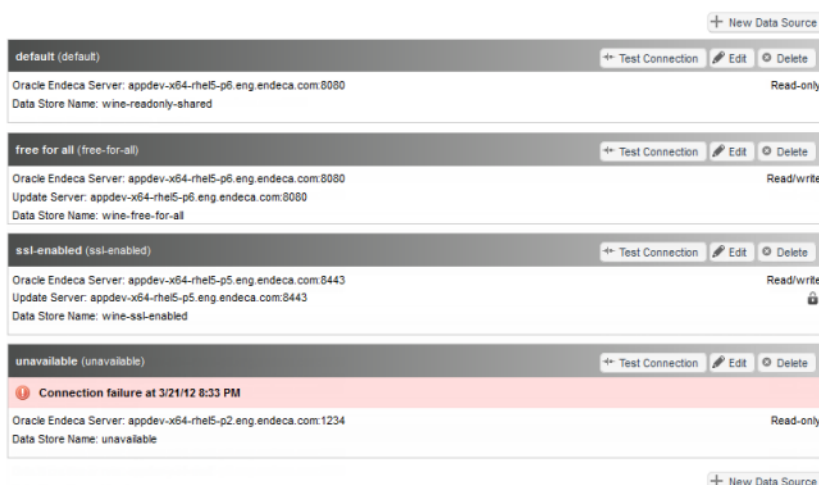 New Data Source
default (default)
Test Connection Edit Delete
Oracle Endeca Server: appdev-x64-rhel5-p6.eng.endeca.com:8080 Read-only
Data Store Name: wine-readonly-shared
free for all (free-for-all)
Test Connection Edit Delete
Oracle Endeca Server: appdev-x64-rhel5-p6.eng.endeca.com:8080 Read/write
Update Server: appdev-x64-rhel5-p6.eng.endeca.com:8080
Data Store Name: wine-free-for-all
ssl-enabled (ssl-enabled)
Test Connection Edit Delete
Oracle Endeca Server: appdev-x64-rhel5-p5.eng.endeca.com:8443 Read/write
Update Server: appdev-x64-rhel5-p5.eng.endeca.com:8443
Data Store Name: wine-ssl-enabled
unavailable (unavailable)
Test Connection Edit Delete
Connection failure at 3/21/12 8:33 PM
Oracle Endeca Server: appdev-x64-rhel5-p2.eng.endeca.com:1234 Read-only
Data Store Name: unavailable
New Data Source